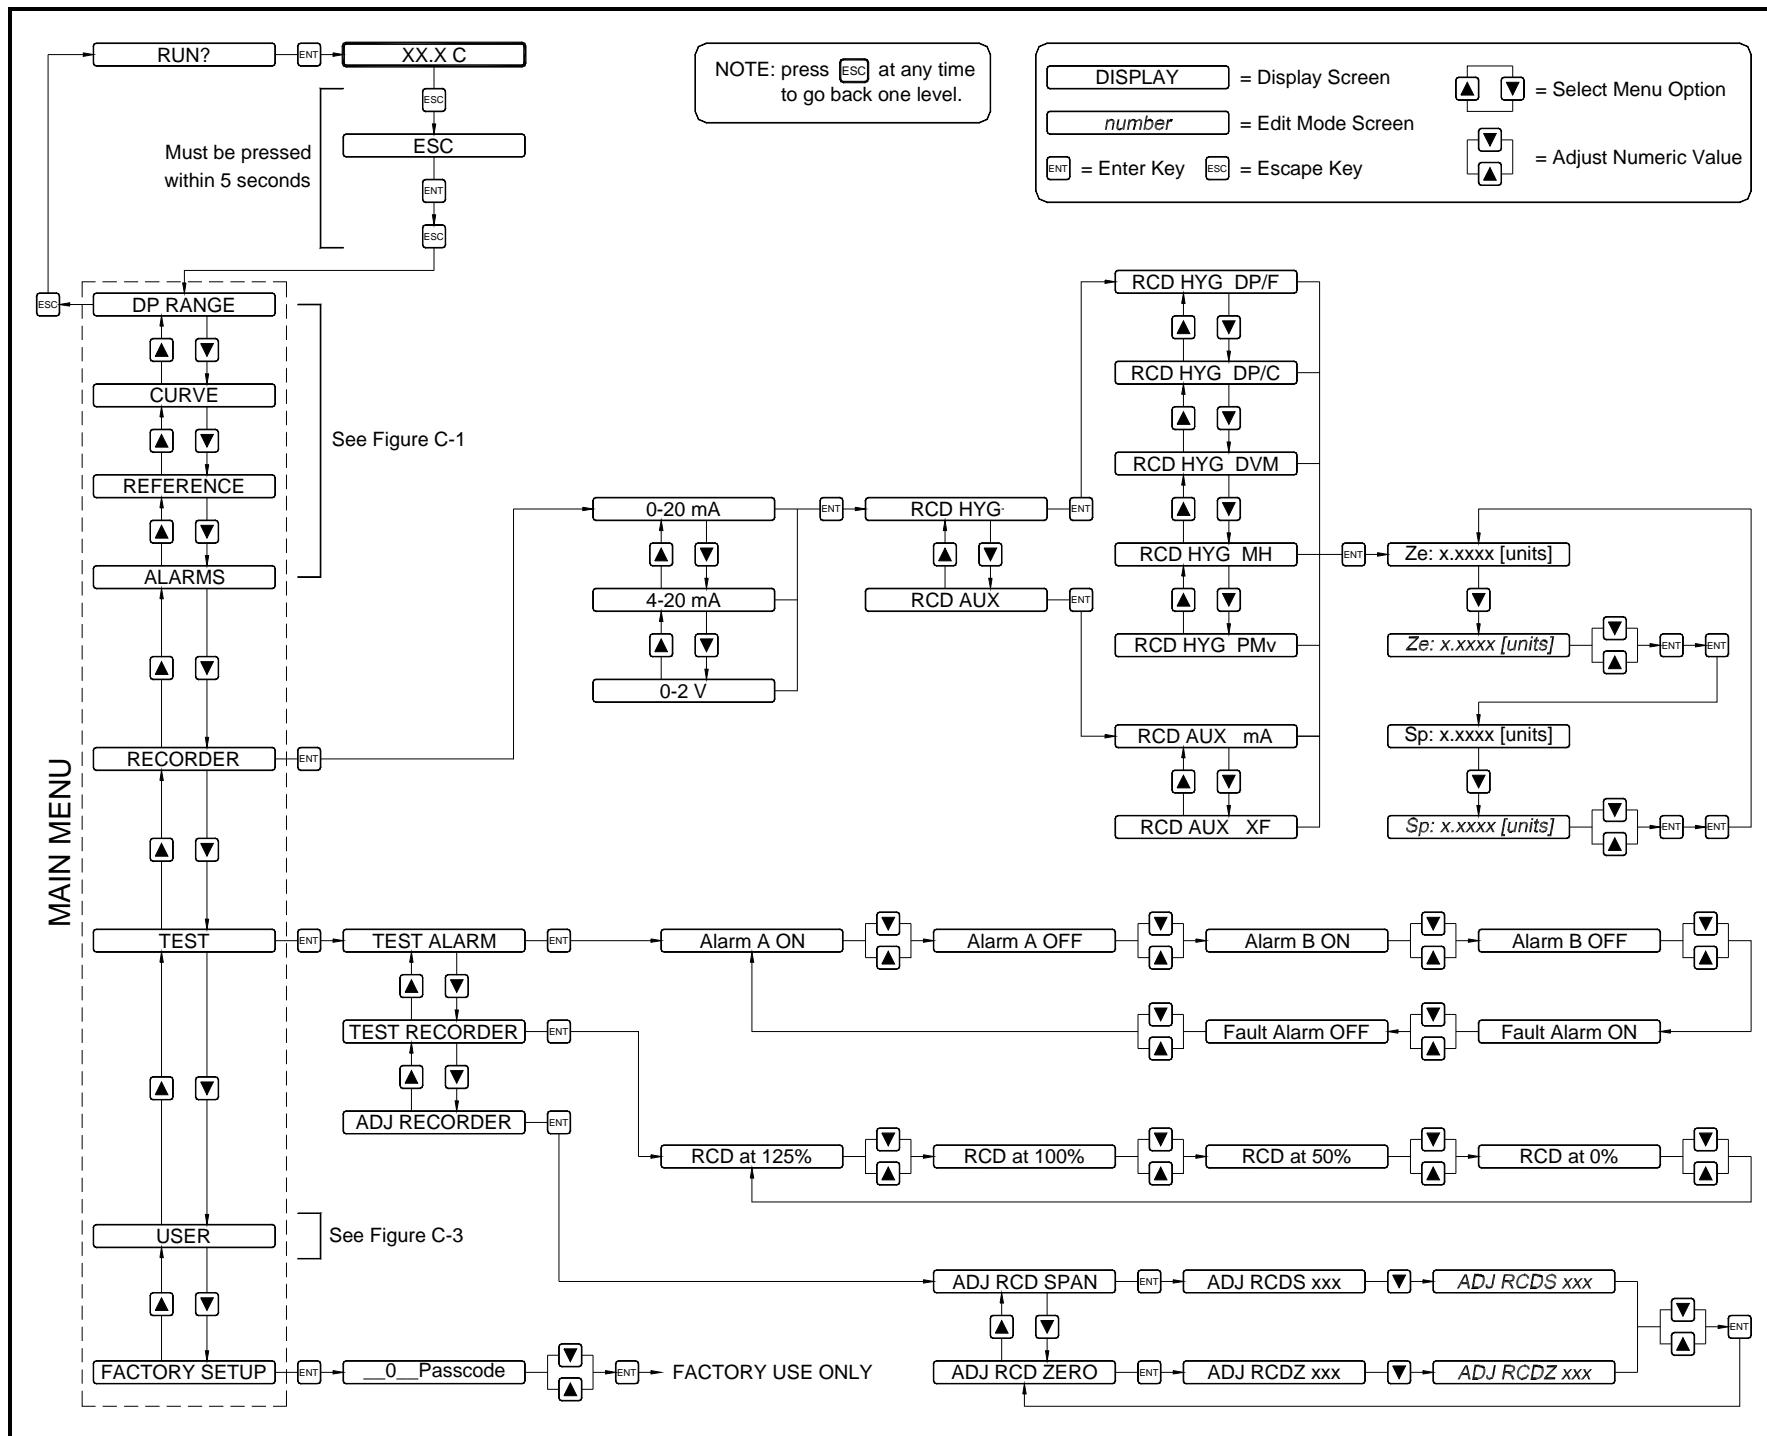 RUN?
ENT
XX.X C
ESC
ESC
ENT
ESC
Must be pressed
within 5 seconds
NOTE: press ESC at any time
to go back one level.
DISPLAY = Display Screen
number = Edit Mode Screen
ENT = Enter Key ESC = Escape Key
= Select Menu Option
= Adjust Numeric Value
MAIN MENU
ESC
DP RANGE
CURVE
REFERENCE
ALARMS
See Figure C-1
RECORDER
ENT
0-20 mA
4-20 mA
0-2 V
ENT
RCD HYG
ENT
RCD AUX
ENT
RCD HYG DP/F
RCD HYG DP/C
RCD HYG DVM
RCD HYG MH
RCD HYG PMv
RCD AUX mA
RCD AUX XF
ENT
Ze: x.xxxx [units]
Ze: x.xxxx [units]
ENT
ENT
Sp: x.xxxx [units]
Sp: x.xxxx [units]
ENT
ENT
TEST
ENT
TEST ALARM
ENT
Alarm A ON
Alarm A OFF
Alarm B ON
Alarm B OFF
Fault Alarm OFF
Fault Alarm ON
TEST RECORDER
ENT
ADJ RECORDER
ENT
RCD at 125%
RCD at 100%
RCD at 50%
RCD at 0%
USER
See Figure C-3
ADJ RCD SPAN
ENT
ADJ RCDS xxx
ADJ RCDS xxx
ENT
FACTORY SETUP
ENT
__0__Passcode
ENT
FACTORY USE ONLY
ADJ RCD ZERO
ENT
ADJ RCDZ xxx
ADJ RCDZ xxx